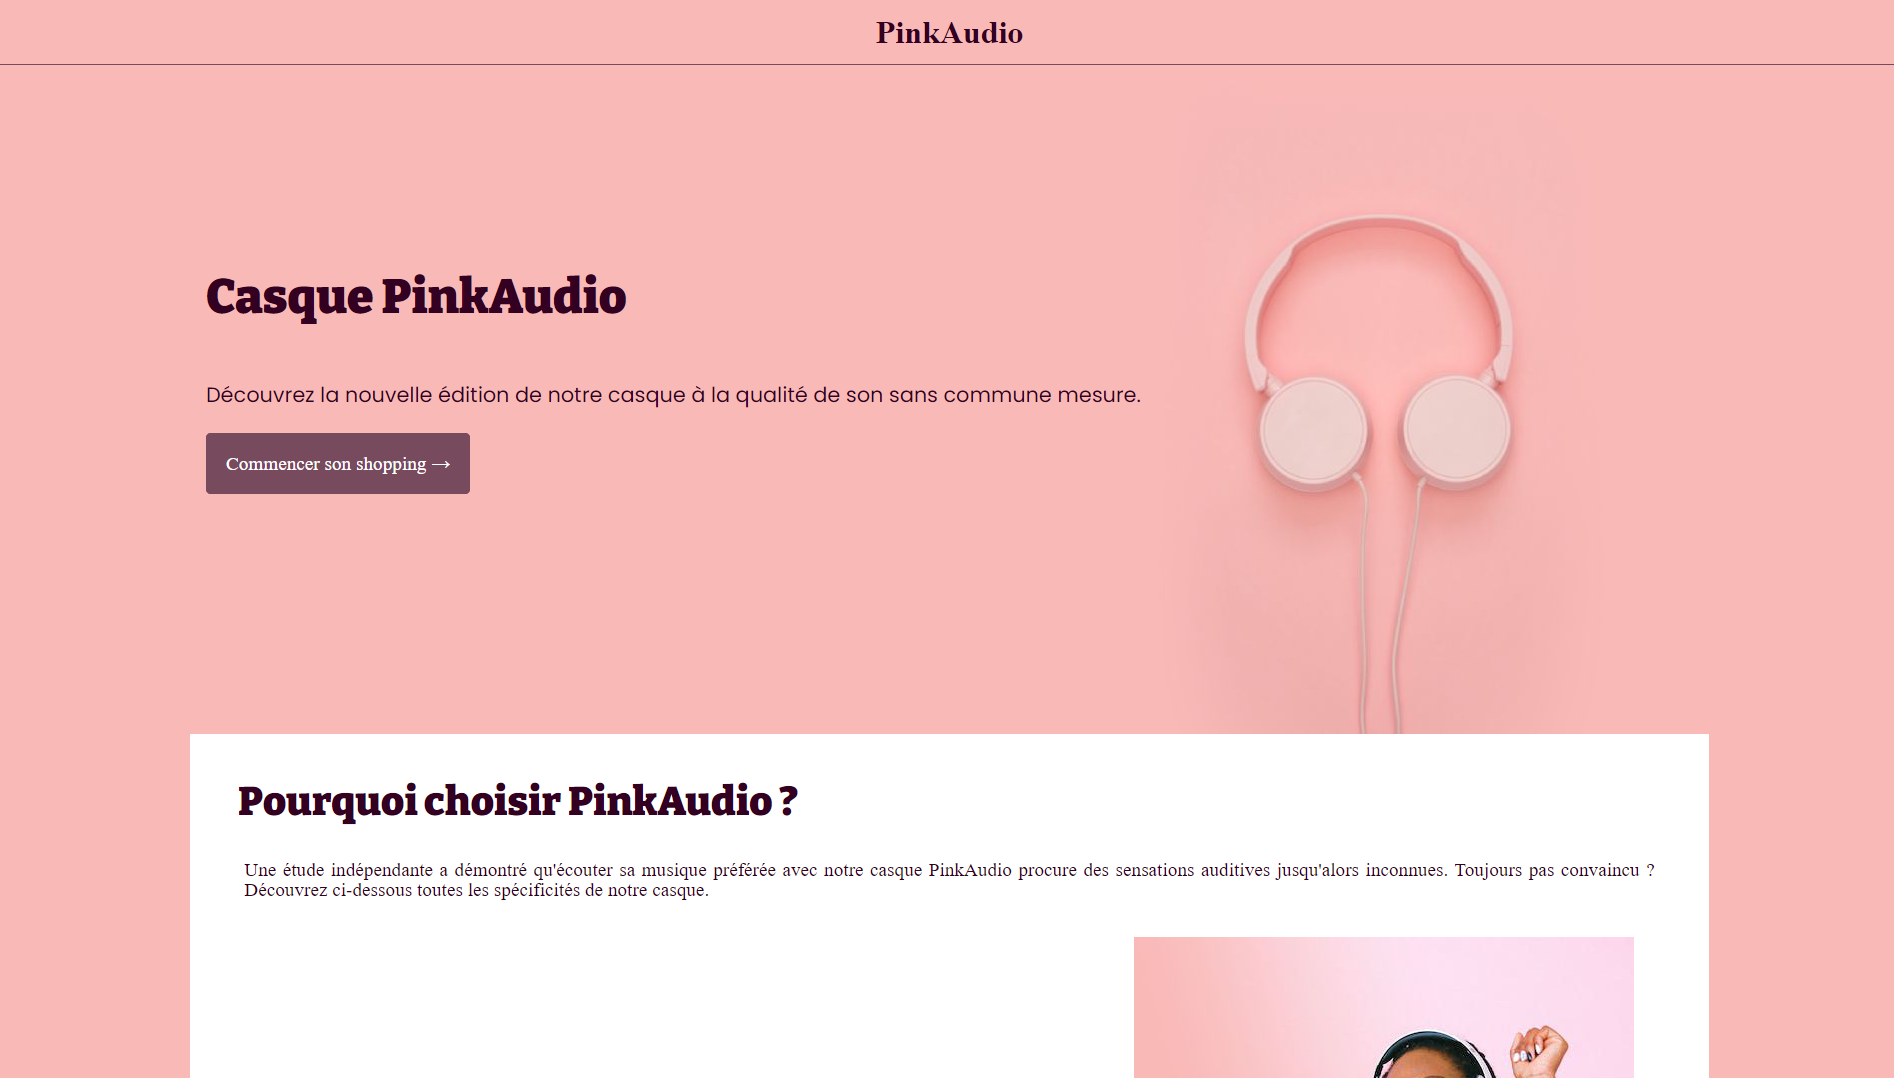 PinkAudio
Casque PinkAudio
Découvrez la nouvelle édition de notre casque à la qualité de son sans commune mesure.
Commencer son shopping →
Pourquoi choisir PinkAudio ?
Une étude indépendante a démontré qu'écouter sa musique préférée avec notre casque PinkAudio procure des sensations auditives jusqu'alors inconnues. Toujours pas convaincu ?
Découvrez ci-dessous toutes les spécificités de notre casque.